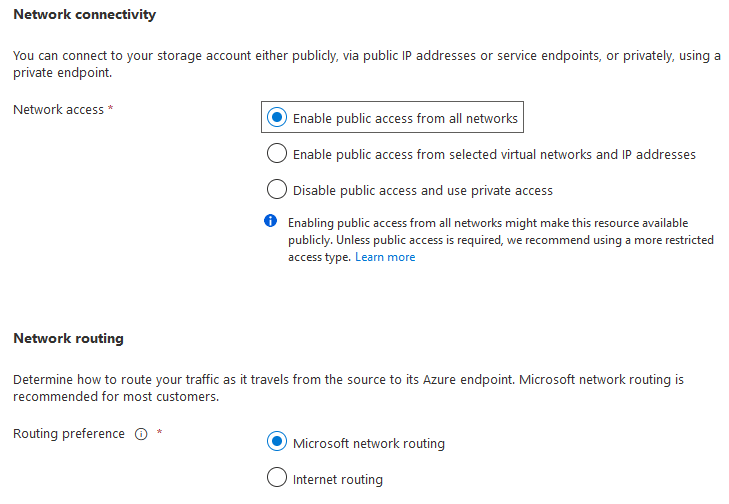 Network connectivity
You can connect to your storage account either publicly, via public IP addresses or service endpoints, or privately, using a
private endpoint.
Network access *
Enable public access from all networks
Enable public access from selected virtual networks and IP addresses
Disable public access and use private access
Enabling public access from all networks might make this resource available
publicly. Unless public access is required, we recommend using a more restricted
access type. Learn more
Network routing
Determine how to route your traffic as it travels from the source to its Azure endpoint. Microsoft network routing is
recommended for most customers.
Routing preference *
Microsoft network routing
Internet routing